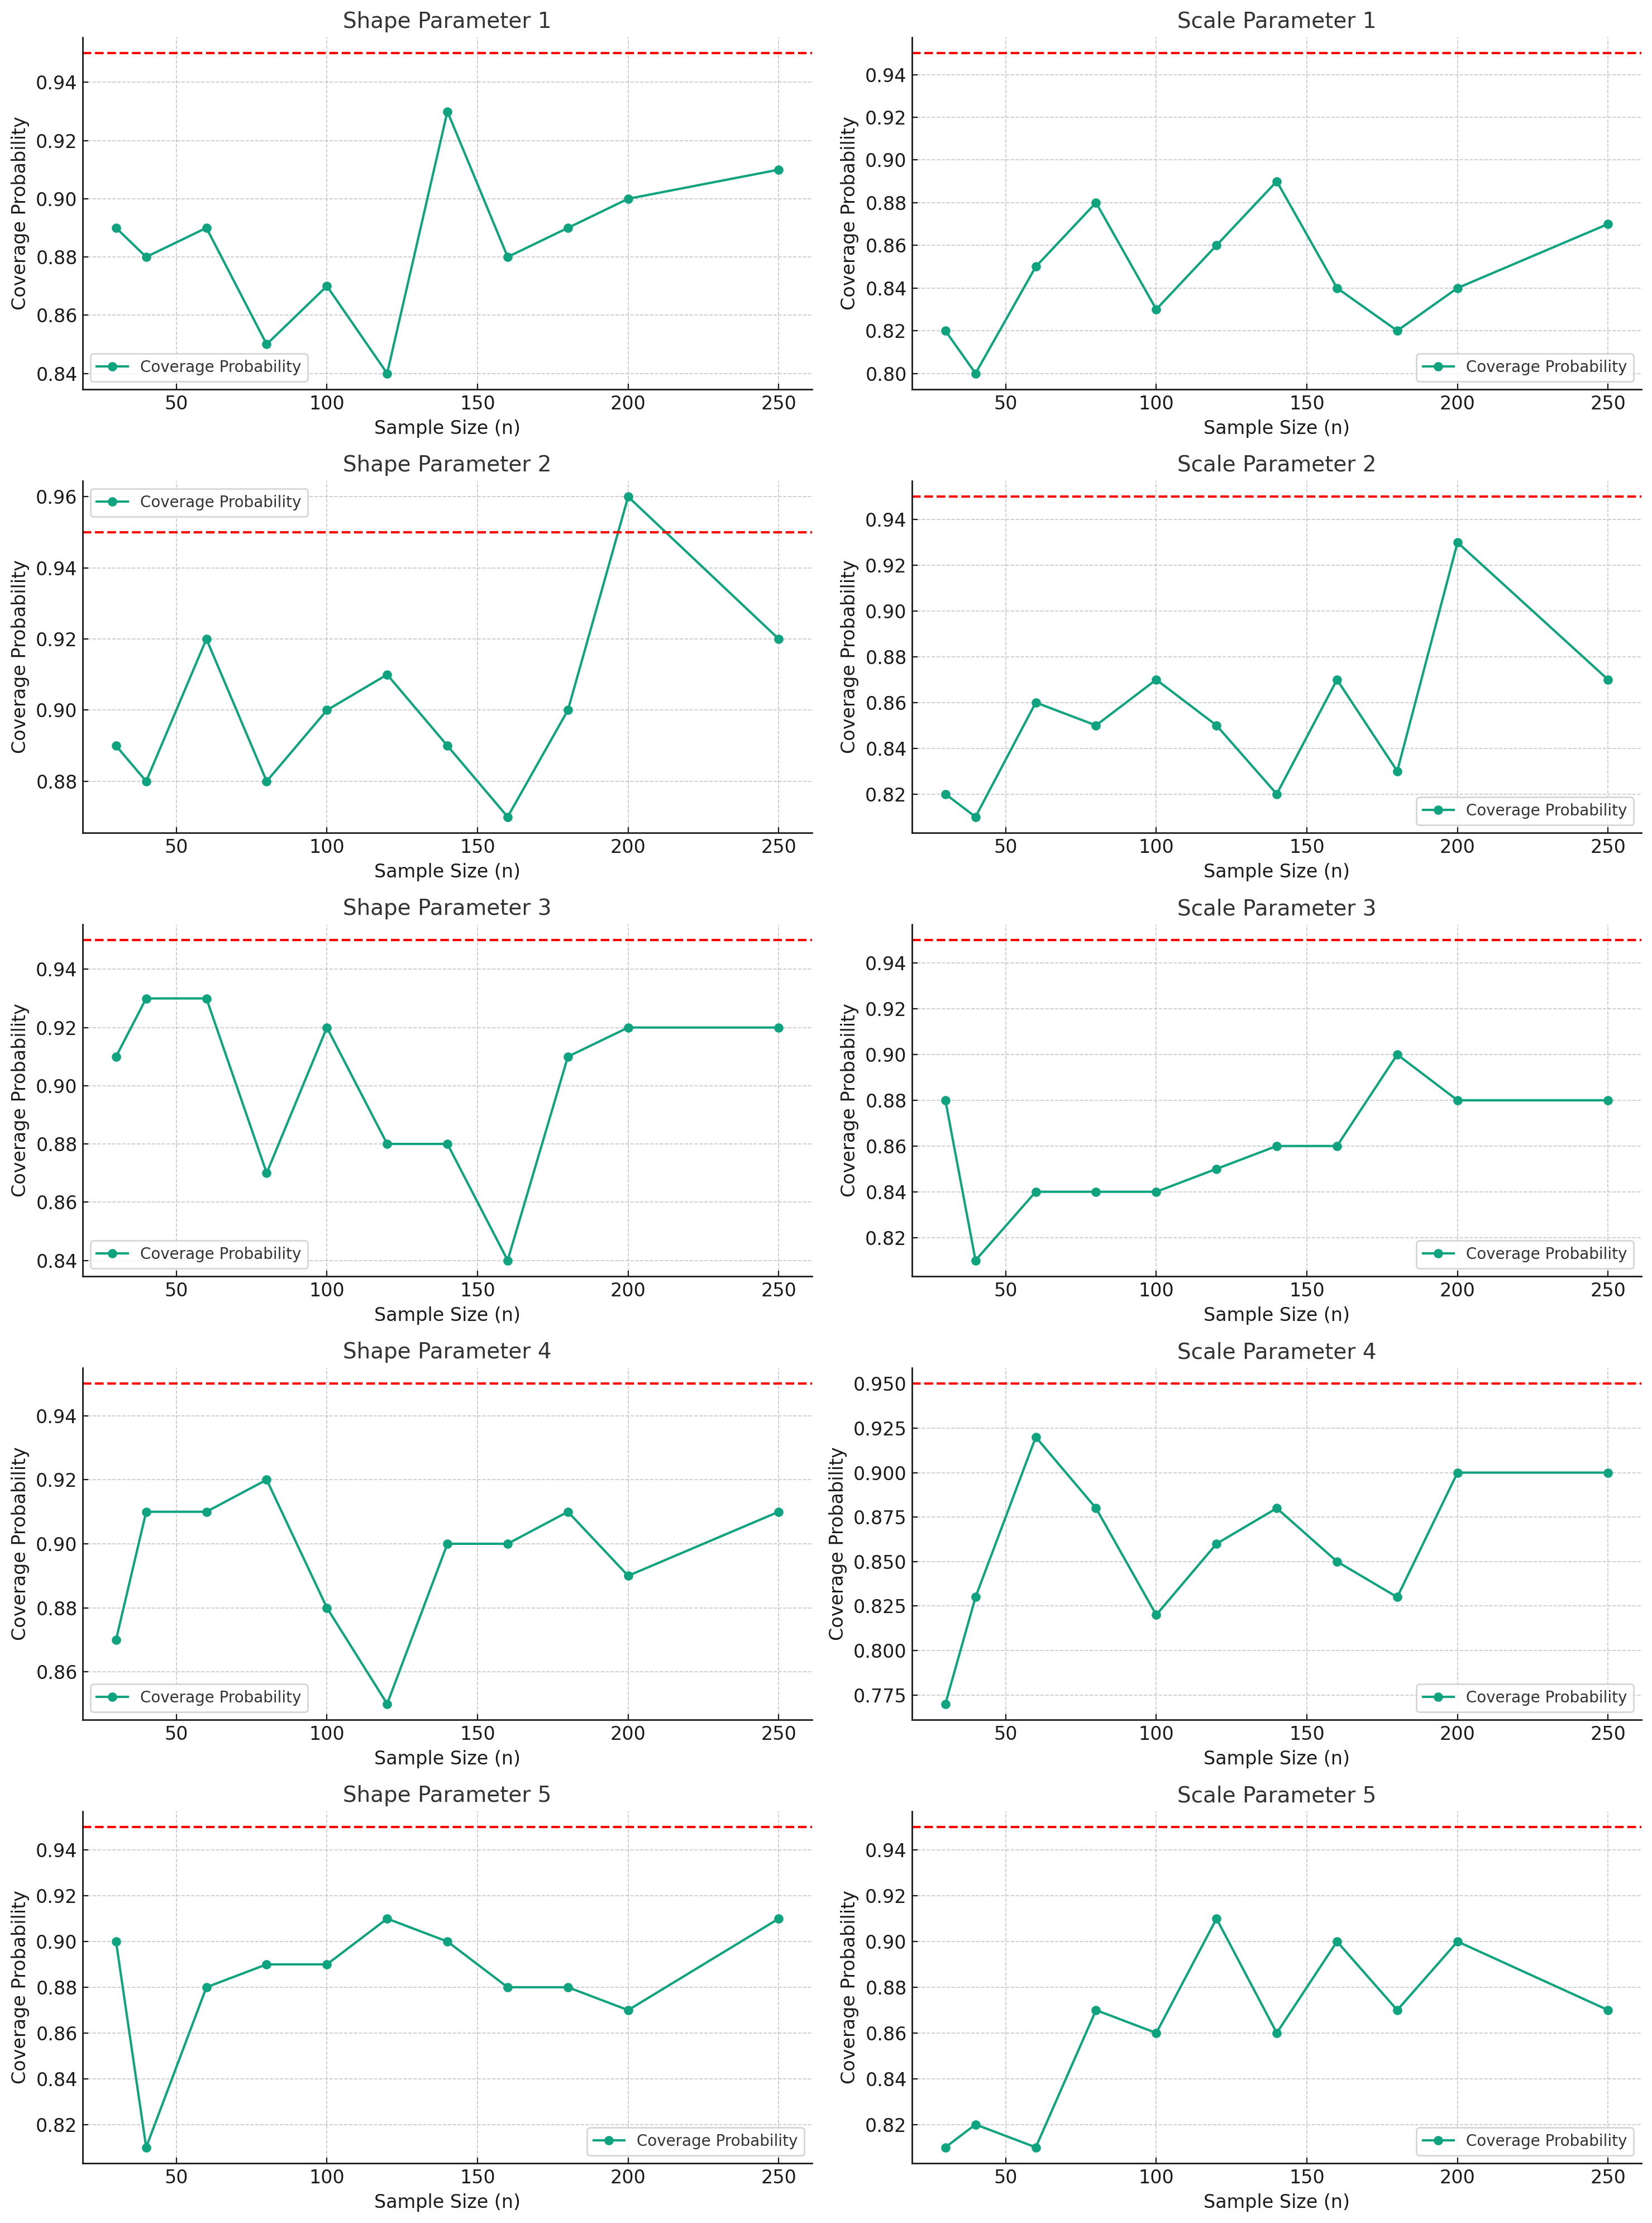 Shape Parameter 1
Coverage Probability
0.94
0.92
0.90
0.88
0.86
0.84
Coverage Probability
50 100 150 200 250
Sample Size (n)
Scale Parameter 1
Coverage Probability
0.94
0.92
0.90
0.88
0.86
0.84
0.82
0.80
Coverage Probability
50 100 150 200 250
Sample Size (n)
Shape Parameter 2
Coverage Probability
0.96
0.94
0.92
0.90
0.88
Coverage Probability
50 100 150 200 250
Sample Size (n)
Scale Parameter 2
Coverage Probability
0.94
0.92
0.90
0.88
0.86
0.84
0.82
Coverage Probability
50 100 150 200 250
Sample Size (n)
Shape Parameter 3
Coverage Probability
0.94
0.92
0.90
0.88
0.86
0.84
Coverage Probability
50 100 150 200 250
Sample Size (n)
Scale Parameter 3
Coverage Probability
0.94
0.92
0.90
0.88
0.86
0.84
0.82
Coverage Probability
50 100 150 200 250
Sample Size (n)
Shape Parameter 4
Coverage Probability
0.94
0.92
0.90
0.88
0.86
Coverage Probability
50 100 150 200 250
Sample Size (n)
Scale Parameter 4
Coverage Probability
0.950
0.925
0.900
0.875
0.850
0.825
0.800
0.775
Coverage Probability
50 100 150 200 250
Sample Size (n)
Shape Parameter 5
Coverage Probability
0.94
0.92
0.90
0.88
0.86
0.84
0.82
Coverage Probability
50 100 150 200 250
Sample Size (n)
Scale Parameter 5
Coverage Probability
0.94
0.92
0.90
0.88
0.86
0.84
0.82
Coverage Probability
50 100 150 200 250
Sample Size (n)